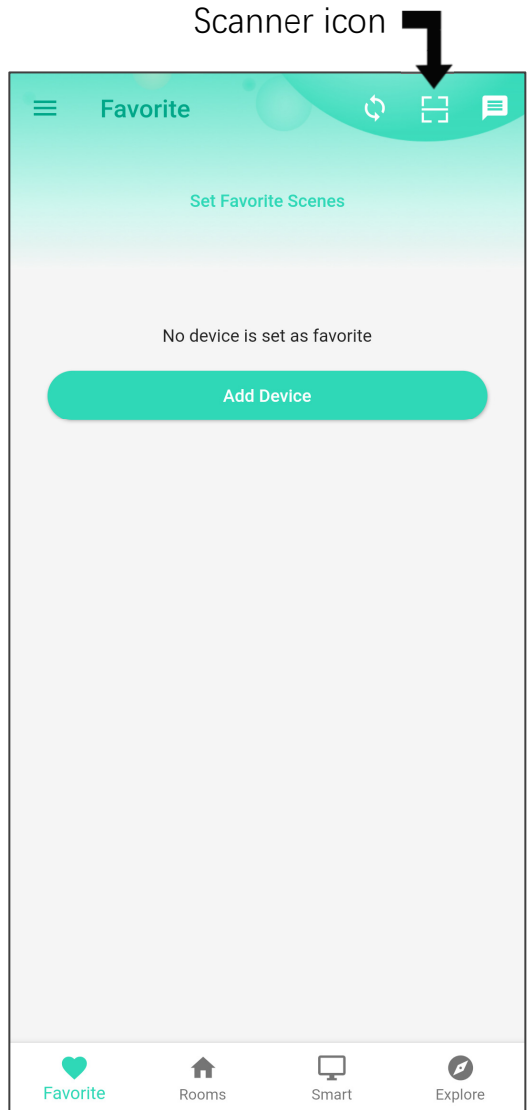 Scanner icon
Favorite
Set Favorite Scenes
No device is set as favorite
Add Device
Favorite
Rooms
Smart
Explore